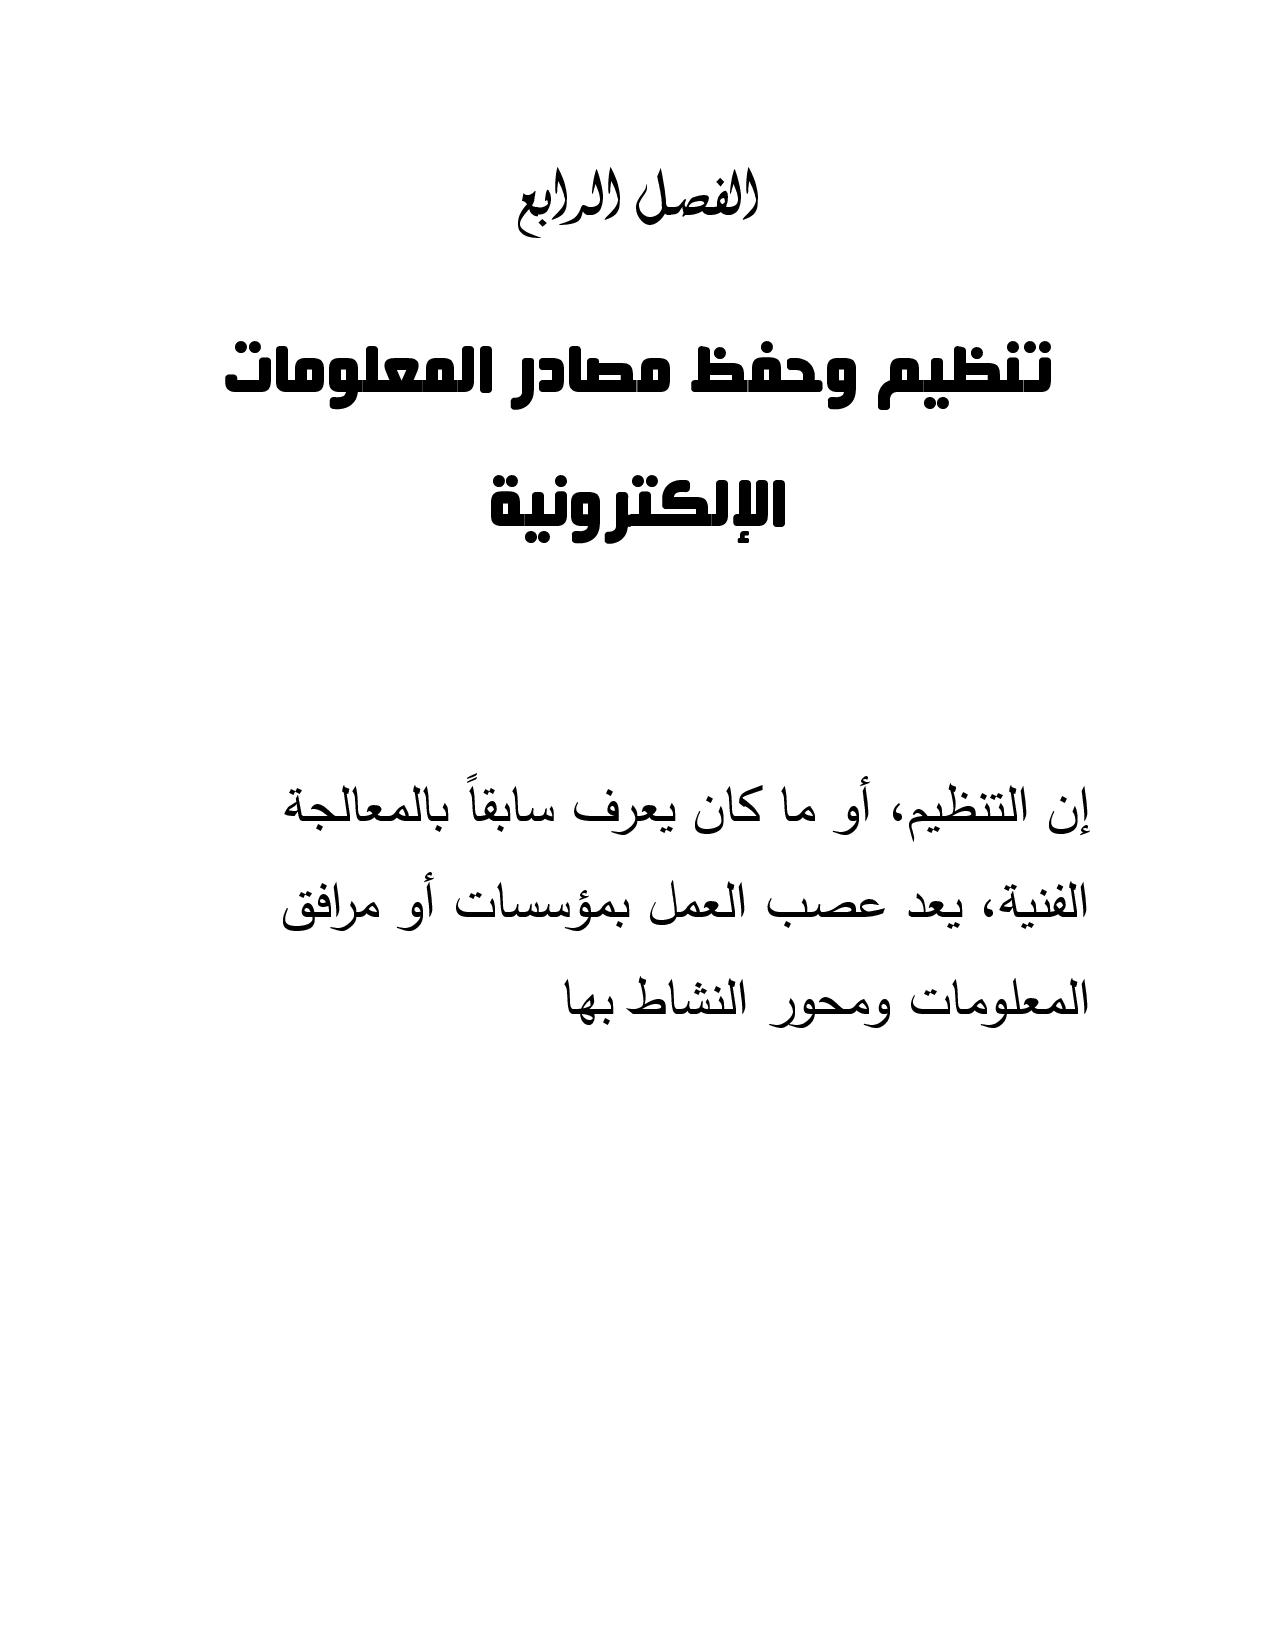 الفصل الرابع
تنظيم وحفظ مصادر المعلومات
الإلكترونية
إن التنظيم، أو ما كان يعرف سابقاً بالمعالجة
الفنية، يعد عصب العمل بمؤسسات أو مرافق
المعلومات ومحور النشاط بها